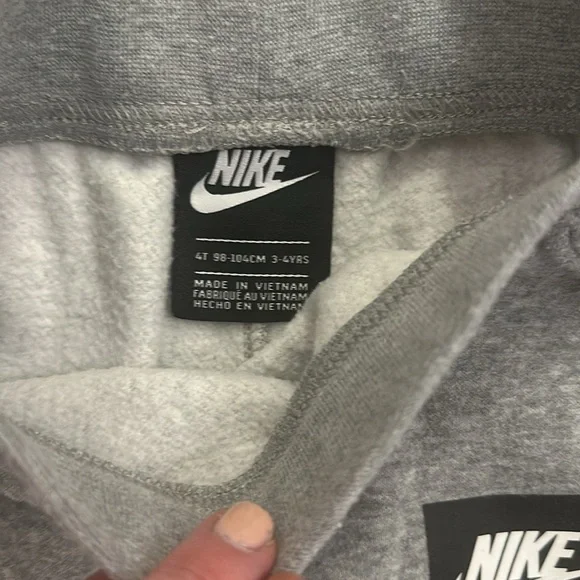 NIKE
4T 98-104CM 3-4YRS
MADE IN VIETNAM
FABRIQUÉ AU VIETNAM
HECHO EN VIETNAM
NIKE